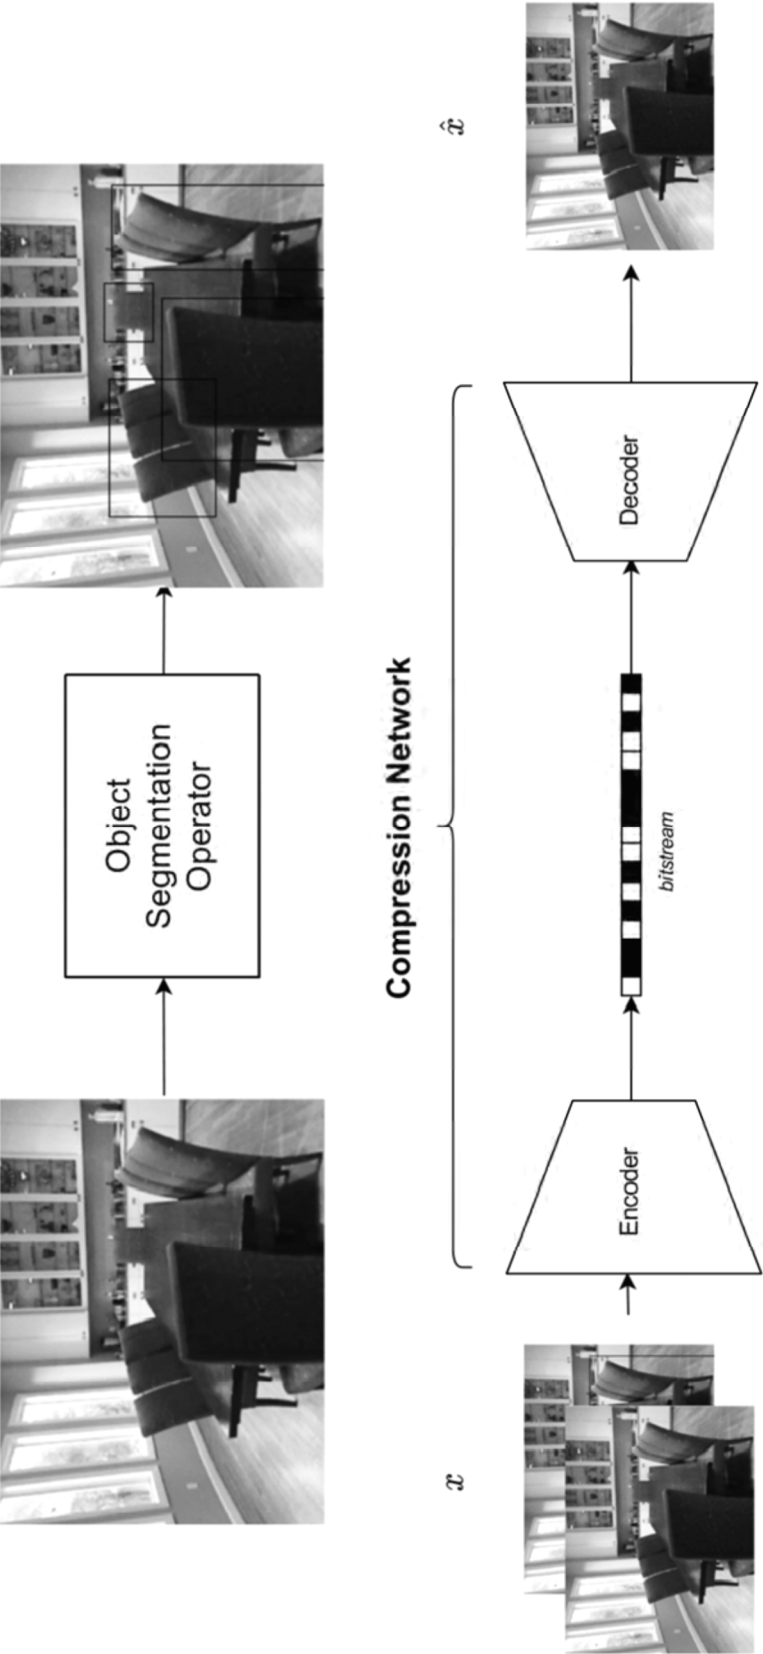 Object
Segmentation
Operator
Compression Network
x
Encoder
bitstream
Decoder
x̂